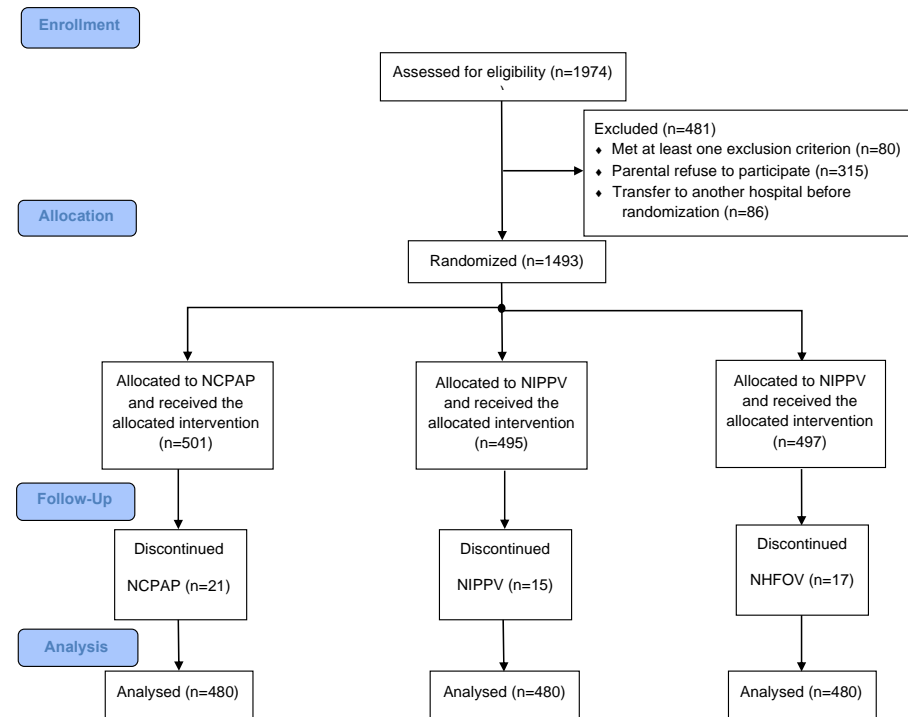 Enrollment
Assessed for eligibility (n=1974)
Excluded (n=481)
♦ Met at least one exclusion criterion (n=80)
♦ Parental refuse to participate (n=315)
♦ Transfer to another hospital before
randomization (n=86)
Allocation
Randomized (n=1493)
Allocated to NCPAP
and received the
allocated intervention
(n=501)
Allocated to NIPPV
and received the
allocated intervention
(n=495)
Allocated to NIPPV
and received the
allocated intervention
(n=497)
Follow-Up
Discontinued
NCPAP (n=21)
Discontinued
NIPPV (n=15)
Discontinued
NHFOV (n=17)
Analysis
Analysed (n=480)
Analysed (n=480)
Analysed (n=480)